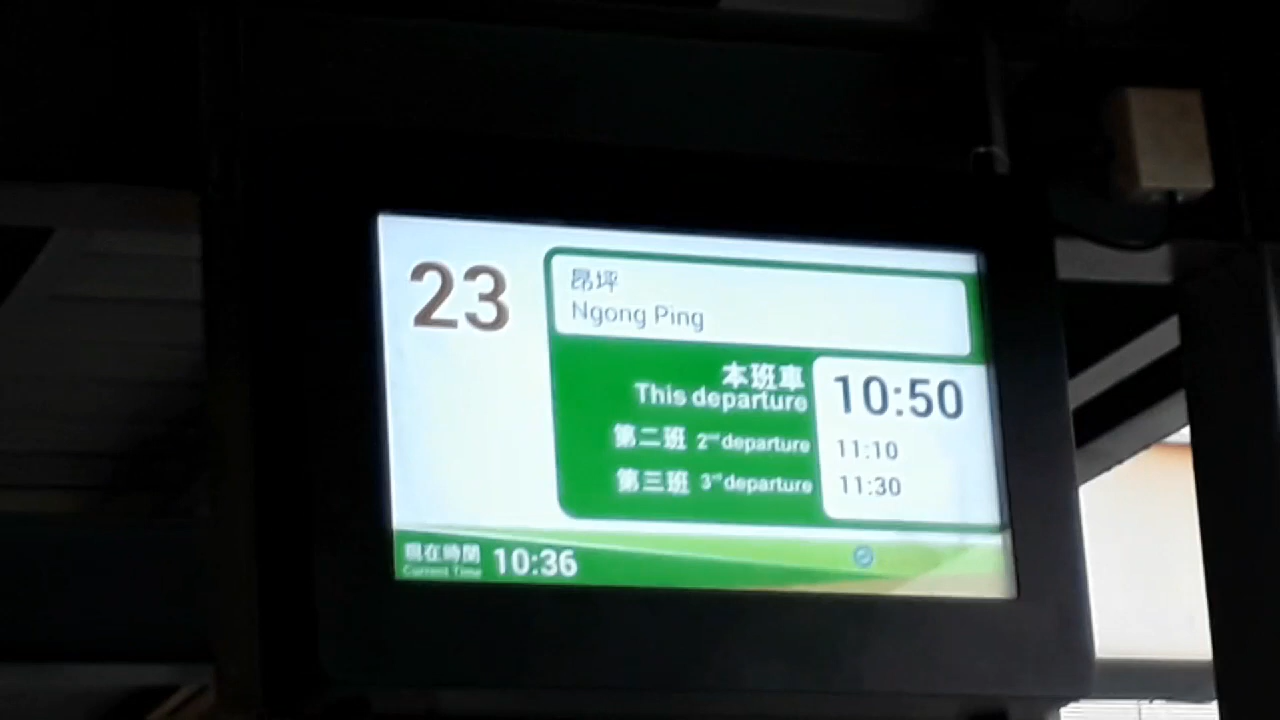 23
昂坪
Ngong Ping
本班車
This departure
10:50
第二班 2nd departure 11:10
第三班 3rd departure 11:30
現在時間
Current Time
10:36